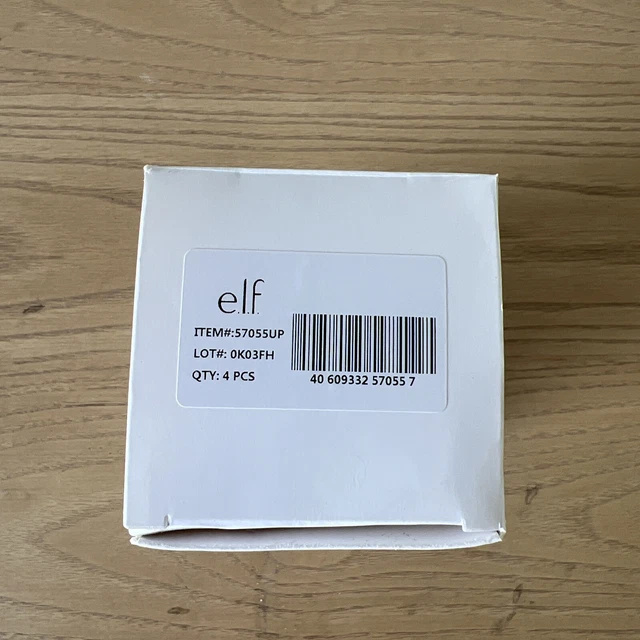 e.l.f.
ITEM#:57055UP
LOT#: 0K03FH
QTY: 4 PCS
40 609332 57055 7